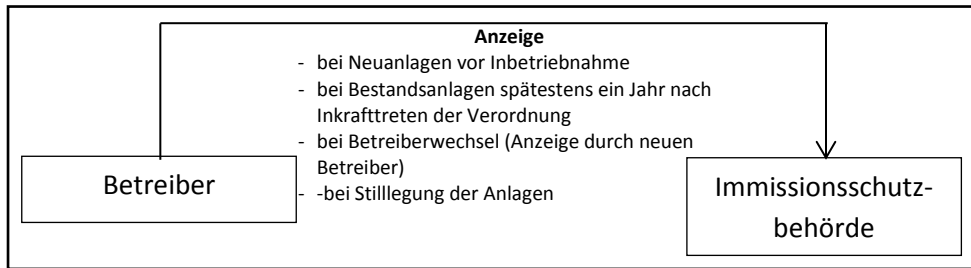 Anzeige
- bei Neuanlagen vor Inbetriebnahme
- bei Bestandsanlagen spätestens ein Jahr nach
Inkrafttreten der Verordnung
- bei Betreiberwechsel (Anzeige durch neuen
Betreiber)
- -bei Stilllegung der Anlagen
Betreiber
Immissionsschutz-
behörde